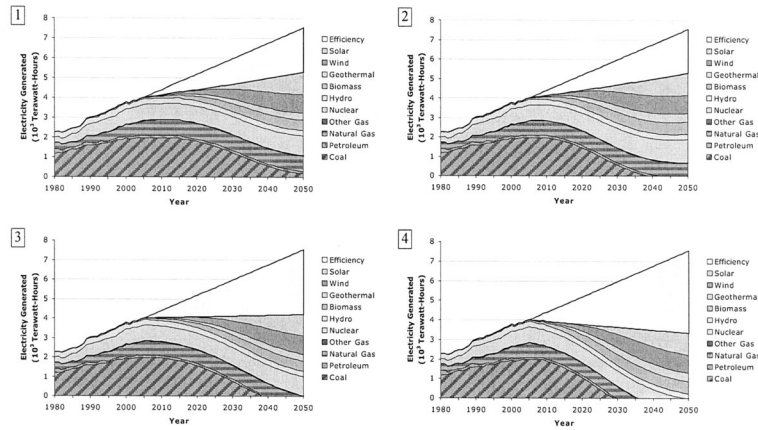 1
Electricity Generated
(10³ Terawatt-Hours)
8
7
6
5
4
3
2
1
0
1980 1990 2000 2010 2020 2030 2040 2050
Year
Efficiency
Solar
Wind
Geothermal
Biomass
Hydro
Nuclear
Other Gas
Natural Gas
Petroleum
Coal
2
Electricity Generated
(10³ Terawatt-Hours)
8
7
6
5
4
3
2
1
0
1980 1990 2000 2010 2020 2030 2040 2050
Year
Efficiency
Solar
Wind
Geothermal
Biomass
Hydro
Nuclear
Other Gas
Natural Gas
Petroleum
Coal
3
Electricity Generated
(10³ Terawatt-Hours)
8
7
6
5
4
3
2
1
0
1980 1990 2000 2010 2020 2030 2040 2050
Year
Efficiency
Solar
Wind
Geothermal
Biomass
Hydro
Nuclear
Other Gas
Natural Gas
Petroleum
Coal
4
Electricity Generated
(10³ Terawatt-Hours)
8
7
6
5
4
3
2
1
0
1980 1990 2000 2010 2020 2030 2040 2050
Year
Efficiency
Solar
Wind
Geothermal
Biomass
Hydro
Nuclear
Other Gas
Natural Gas
Petroleum
Coal